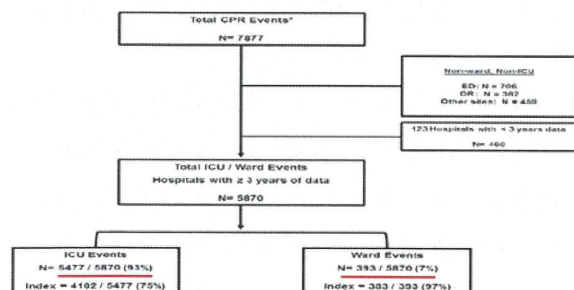 Total CPR Events*
N= 7877
Non-ward, Non-ICU
ED: N = 706
OR: N = 382
Other sites: N = 459
123 Hospitals with < 3 years data
N= 460
Total ICU / Ward Events
Hospitals with ≥ 3 years of data
N= 5870
ICU Events
N= 5477 / 5870 (93%)
Index = 4102 / 5477 (75%)
Ward Events
N= 393 / 5870 (7%)
Index = 383 / 393 (97%)